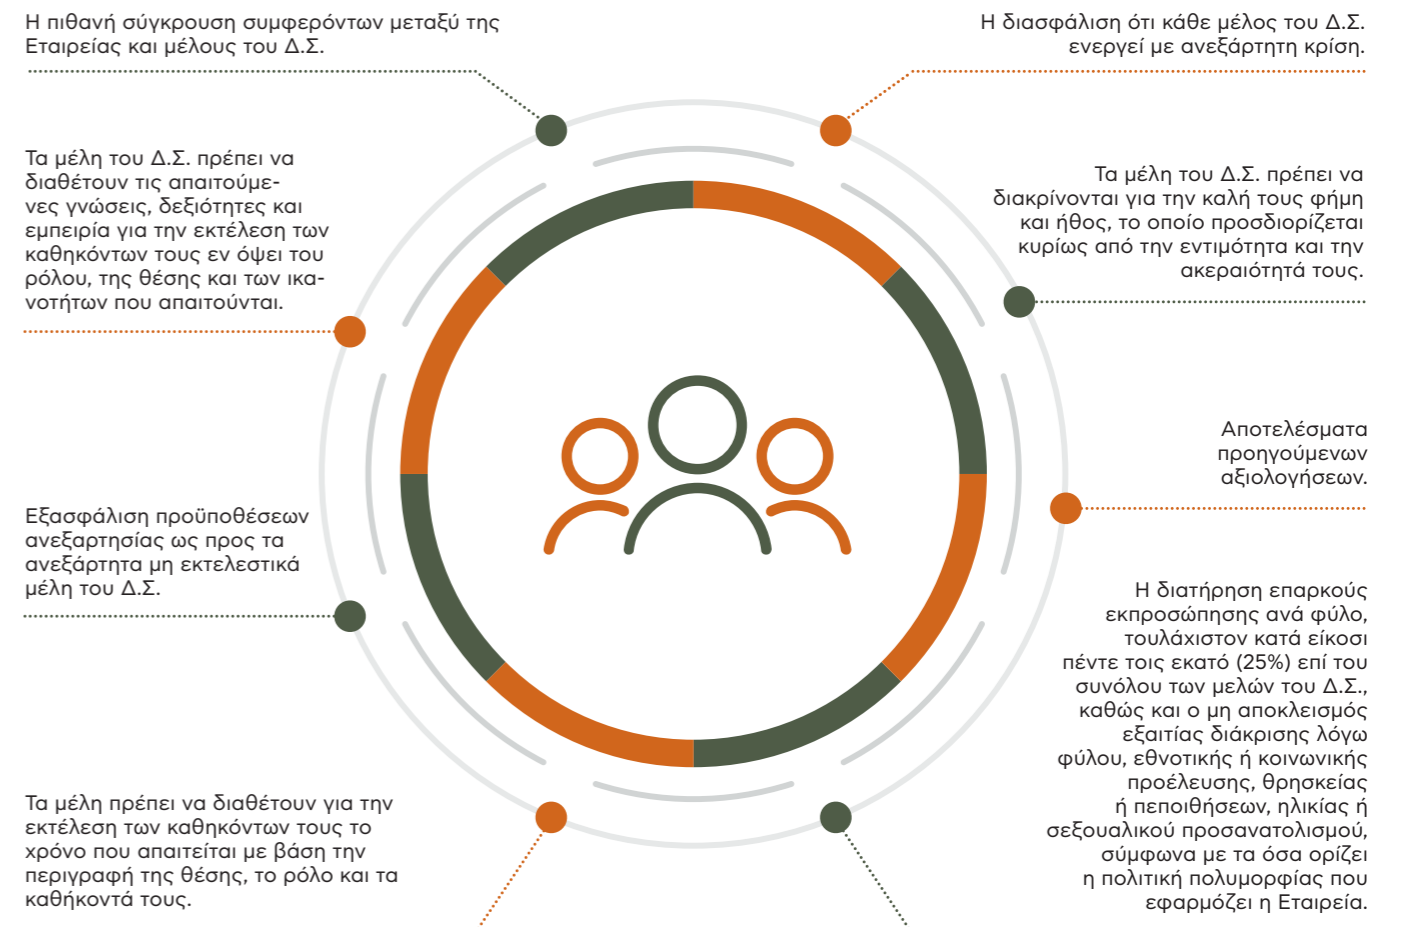 Η πιθανή σύγκρουση συμφερόντων μεταξύ της
Εταιρείας και μέλους του Δ.Σ.
Η διασφάλιση ότι κάθε μέλος του Δ.Σ.
ενεργεί με ανεξάρτητη κρίση.
Τα μέλη του Δ.Σ. πρέπει να
διαθέτουν τις απαιτούμε-
νες γνώσεις, δεξιότητες και
εμπειρία για την εκτέλεση των
καθηκόντων τους εν όψει του
ρόλου, της θέσης και των ικα-
νοτήτων που απαιτούνται.
Τα μέλη του Δ.Σ. πρέπει να
διακρίνονται για την καλή τους φήμη
και ήθος, το οποίο προσδιορίζεται
κυρίως από την εντιμότητα και την
ακεραιότητά τους.
Αποτελέσματα
προηγούμενων
αξιολογήσεων.
Εξασφάλιση προϋποθέσεων
ανεξαρτησίας ως προς τα
ανεξάρτητα μη εκτελεστικά
μέλη του Δ.Σ.
Η διατήρηση επαρκούς
εκπροσώπησης ανά φύλο,
τουλάχιστον κατά είκοσι
πέντε τοις εκατό (25%) επί του
συνόλου των μελών του Δ.Σ.,
καθώς και ο μη αποκλεισμός
εξαιτίας διάκρισης λόγω
φύλου, εθνοτικής ή κοινωνικής
προέλευσης, θρησκείας
ή πεποιθήσεων, ηλικίας ή
σεξουαλικού προσανατολισμού,
σύμφωνα με τα όσα ορίζει
η πολιτική πολυμορφίας που
εφαρμόζει η Εταιρεία.
Τα μέλη πρέπει να διαθέτουν για την
εκτέλεση των καθηκόντων τους το
χρόνο που απαιτείται με βάση την
περιγραφή της θέσης, το ρόλο και τα
καθήκοντά τους.